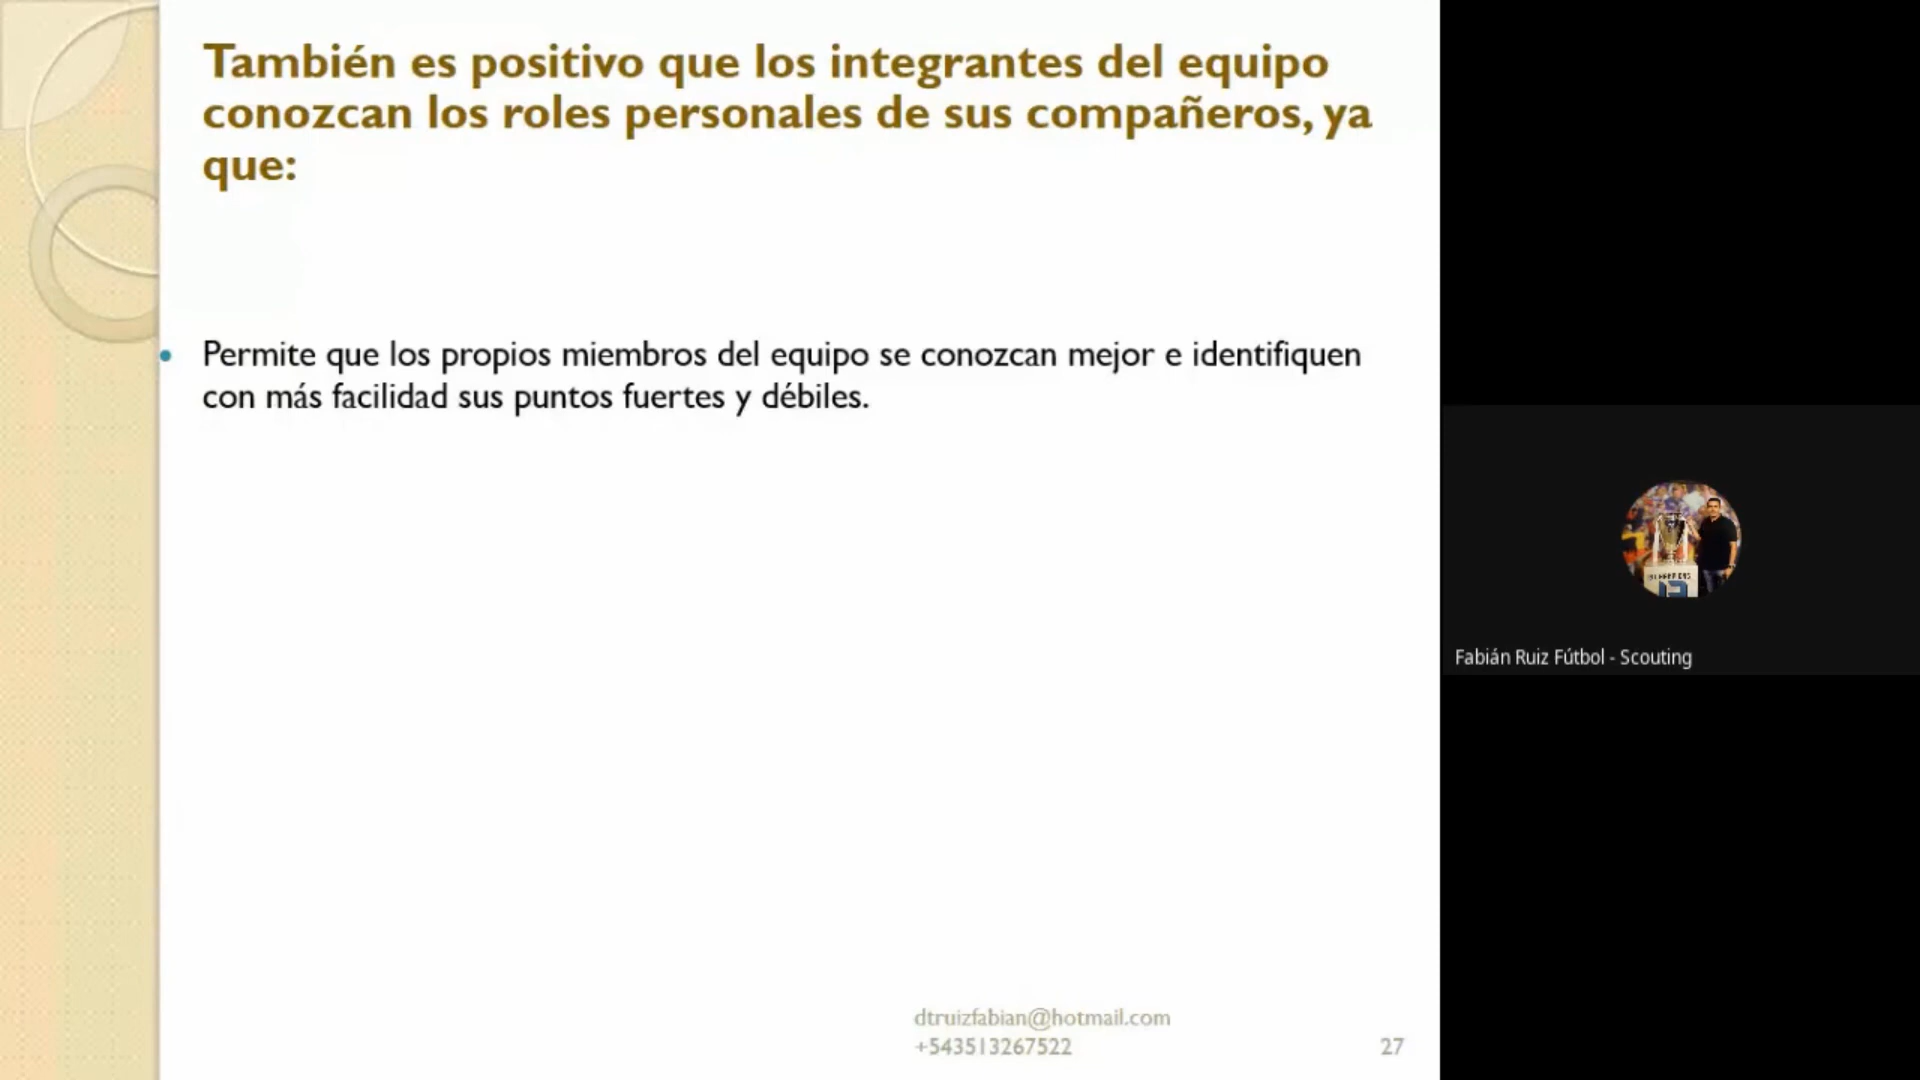 También es positivo que los integrantes del equipo
conozcan los roles personales de sus compañeros, ya
que:
Permite que los propios miembros del equipo se conozcan mejor e identifiquen
con más facilidad sus puntos fuertes y débiles.
dtruizfabian@hotmail.com
+543513267522
27
Fabián Ruiz Fútbol - Scouting